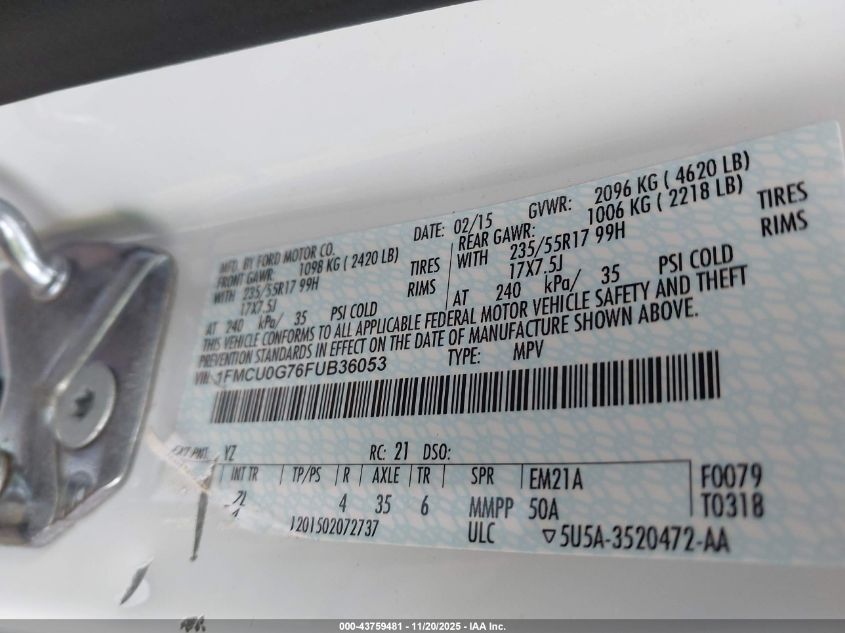 MFD. BY FORD MOTOR CO. DATE: 02/15 GVWR: 2096 KG ( 4620 LB)
FRONT GAWR: 1098 KG ( 2420 LB) REAR GAWR: 1006 KG ( 2218 LB)
WITH 235/55R17 99H TIRES WITH 235/55R17 99H TIRES
17X7.5J RIMS 17X7.5J RIMS
AT 240 kPa/ 35 PSI COLD AT 240 kPa/ 35 PSI COLD
THIS VEHICLE CONFORMS TO ALL APPLICABLE FEDERAL MOTOR VEHICLE SAFETY AND THEFT
PREVENTION STANDARDS IN EFFECT ON THE DATE OF MANUFACTURE SHOWN ABOVE.
VIN: 1FMCU0G76FUB36053 TYPE: MPV
EXT PNT: YZ RC: 21 DSO:
INT TR TP/PS R AXLE TR SPR EM21A F0079
4 35 6 MMPP 50A T0318
1201502072737 ULC ▽5U5A-3520472-AA
000-43759481 - 11/20/2025 - IAA Inc.